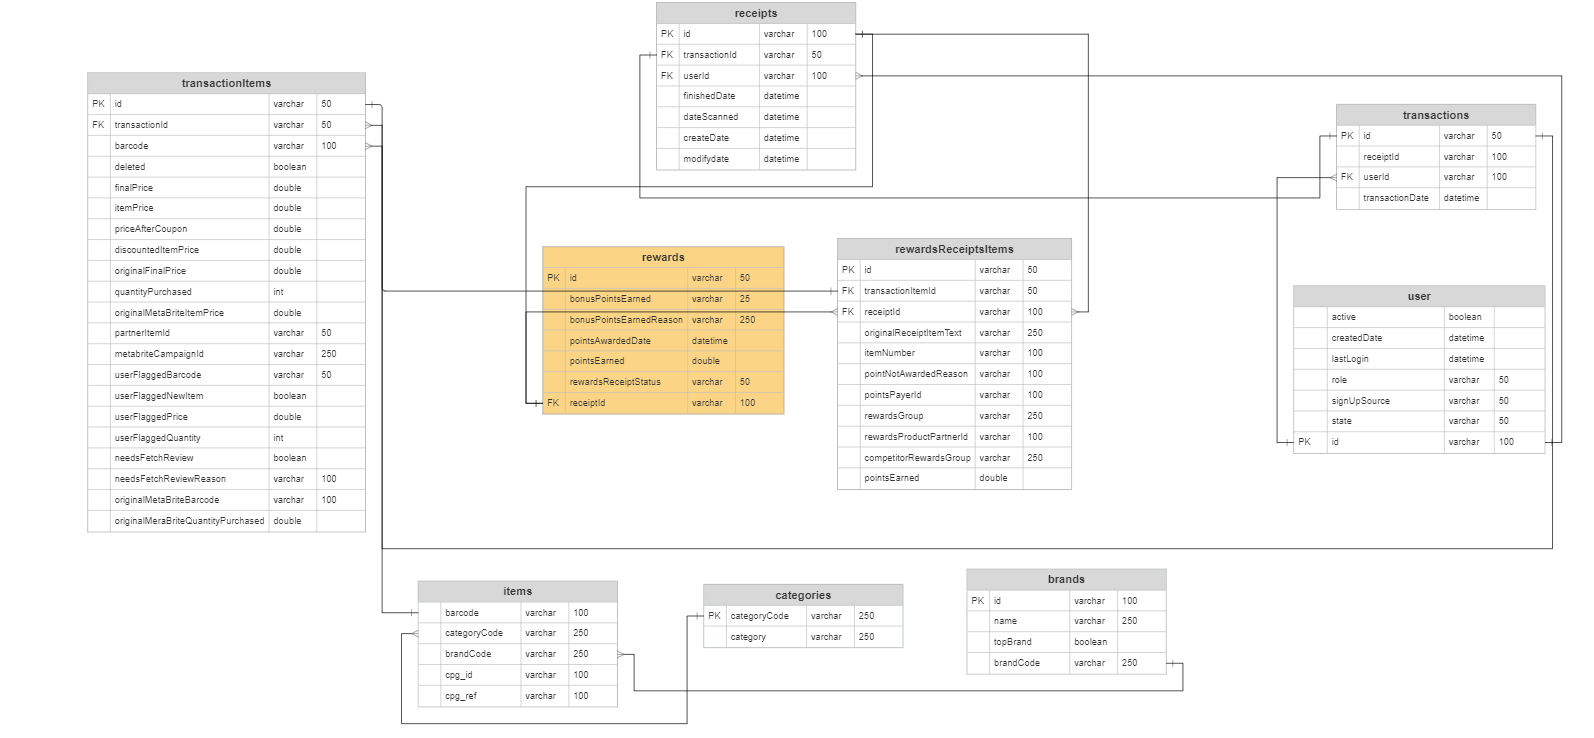 receipts
PK id varchar 100
FK transactionId varchar 50
FK userId varchar 100
finishedDate datetime
dateScanned datetime
createDate datetime
modifydate datetime
transactionItems
PK id varchar 50
FK transactionId varchar 50
barcode varchar 100
deleted boolean
finalPrice double
itemPrice double
priceAfterCoupon double
discountedItemPrice double
originalFinalPrice double
quantityPurchased int
originalMetaBriteItemPrice double
partnerItemId varchar 50
metabriteCampaignId varchar 250
userFlaggedBarcode varchar 50
userFlaggedNewItem boolean
userFlaggedPrice double
userFlaggedQuantity int
needsFetchReview boolean
needsFetchReviewReason varchar 100
originalMetaBriteBarcode varchar 100
originalMeraBriteQuantityPurchased double
transactions
PK id varchar 50
receiptId varchar 100
FK userId varchar 100
transactionDate datetime
rewards
PK id varchar 50
bonusPointsEarned varchar 25
bonusPointsEarnedReason varchar 250
pointsAwardedDate datetime
pointsEarned double
rewardsReceiptStatus varchar 50
FK receiptId varchar 100
rewardsReceiptsItems
PK id varchar 50
FK transactionItemId varchar 50
FK receiptId varchar 100
originalReceiptItemText varchar 250
itemNumber varchar 100
pointNotAwardedReason varchar 100
pointsPayerId varchar 100
rewardsGroup varchar 250
rewardsProductPartnerId varchar 100
competitorRewardsGroup varchar 250
pointsEarned double
user
active boolean
createdDate datetime
lastLogin datetime
role varchar 50
signUpSource varchar 50
state varchar 50
PK id varchar 100
items
barcode varchar 100
categoryCode varchar 250
brandCode varchar 250
cpg_id varchar 100
cpg_ref varchar 100
categories
PK categoryCode varchar 250
category varchar 250
brands
PK id varchar 100
name varchar 250
topBrand boolean
brandCode varchar 250